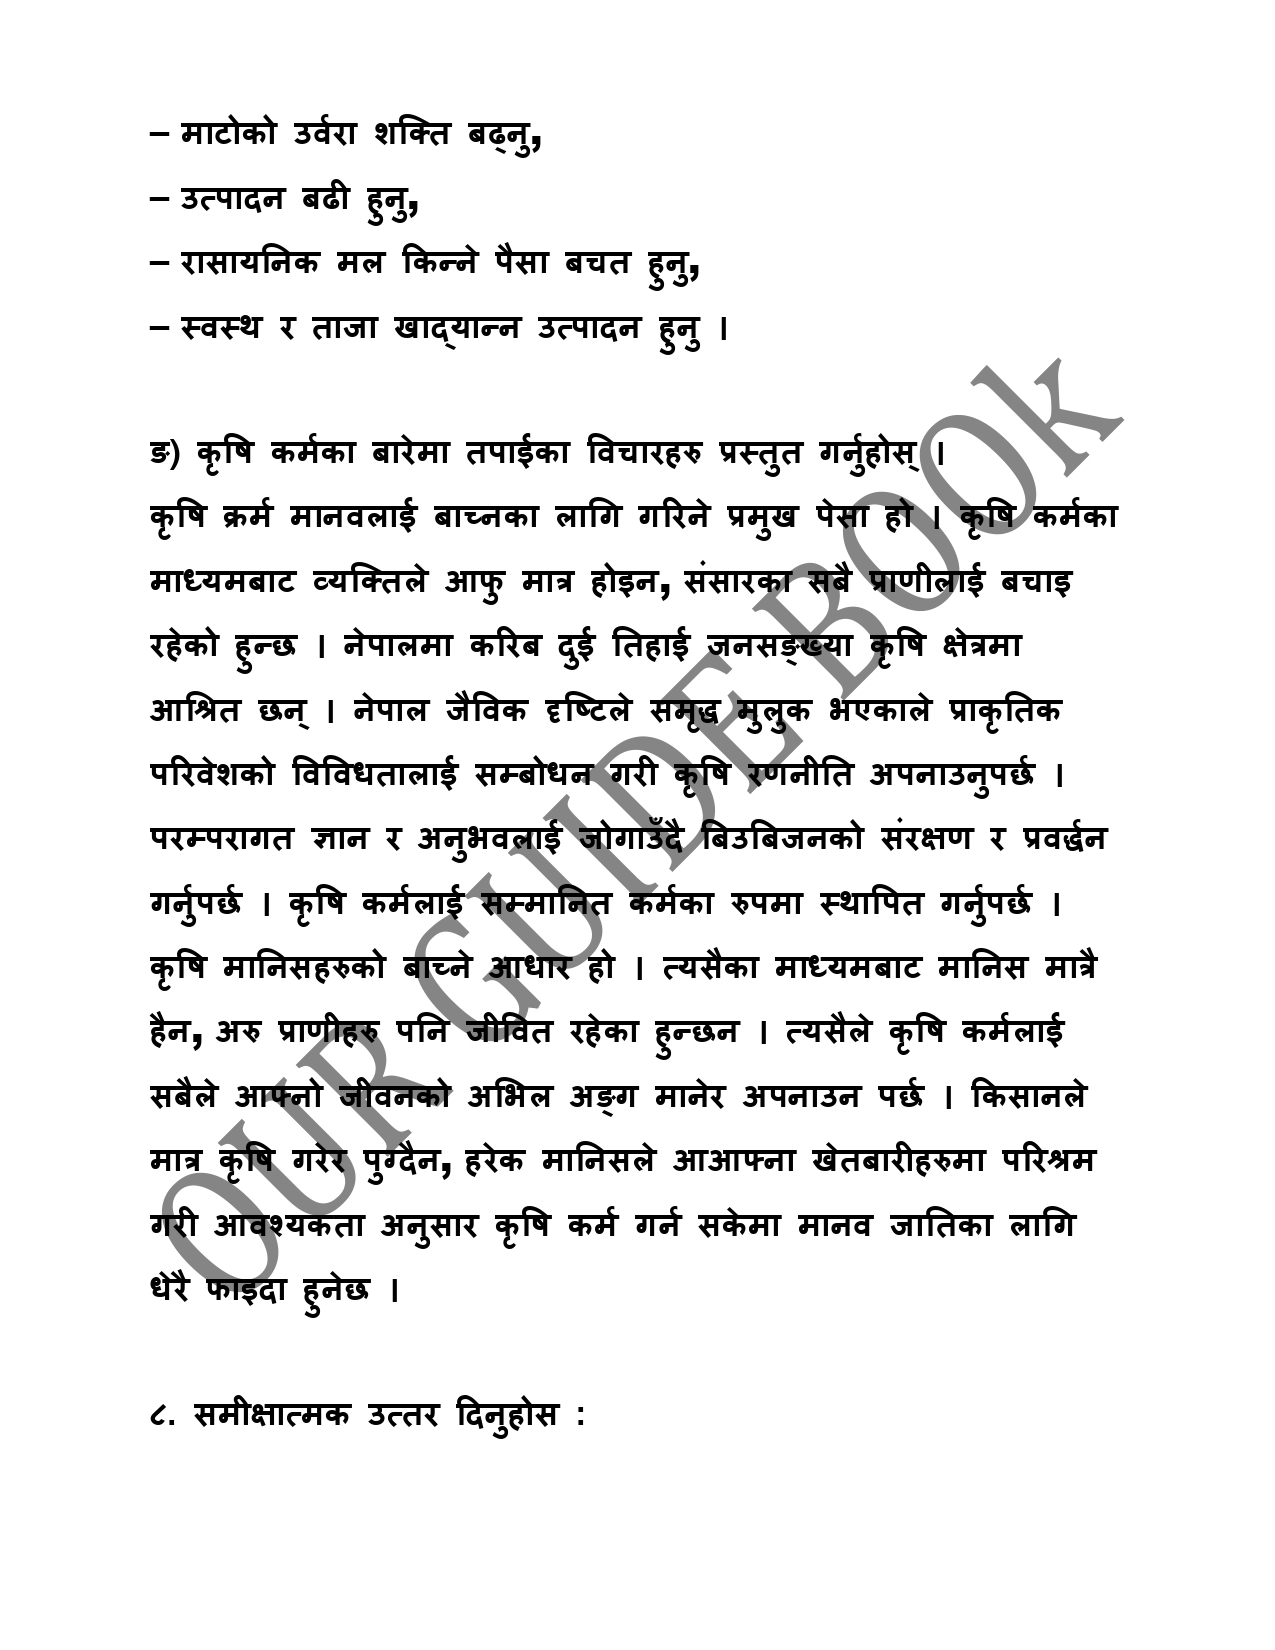 – माटोको उर्वरा शक्ति बढ्नु,
– उत्पादन बढी हुनु,
– रासायनिक मल किन्ने पैसा बचत हुनु,
– स्वस्थ र ताजा खाद्यान्न उत्पादन हुनु ।
ङ) कृषि कर्मका बारेमा तपाईका विचारहरु प्रस्तुत गर्नुहोस् ।
कृषि क्रर्म मानवलाई बाच्नका लागि गरिने प्रमुख पेसा हो । कृषि कर्मका
माध्यमबाट व्यक्तिले आफु मात्र होइन, संसारका सबै प्राणीलाई बचाइ
रहेको हुन्छ । नेपालमा करिब दुई तिहाई जनसङ्ख्या कृषि क्षेत्रमा
आश्रित छन् । नेपाल जैविक दृष्टिले समृद्ध मुलुक भएकाले प्राकृतिक
परिवेशको विविधतालाई सम्बोधन गरी कृषि रणनीति अपनाउनुपर्छ ।
परम्परागत ज्ञान र अनुभवलाई जोगाउँदै बिउबिजनको संरक्षण र प्रवर्द्धन
गर्नुपर्छ । कृषि कर्मलाई सम्मानित कर्मका रुपमा स्थापित गर्नुपर्छ ।
कृषि मानिसहरुको बाच्ने आधार हो । त्यसैका माध्यमबाट मानिस मात्रै
हैन, अरु प्राणीहरु पनि जीवित रहेका हुन्छन । त्यसैले कृषि कर्मलाई
सबैले आफ्नो जीवनको अभिल अङ्ग मानेर अपनाउन पर्छ । किसानले
मात्र कृषि गरेर पुग्दैन, हरेक मानिसले आआफ्ना खेतबारीहरुमा परिश्रम
गरी आवश्यकता अनुसार कृषि कर्म गर्न सकेमा मानव जातिका लागि
धेरै फाइदा हुनेछ ।
८. समीक्षात्मक उत्तर दिनुहोस :
OUR GUIDE BOOk